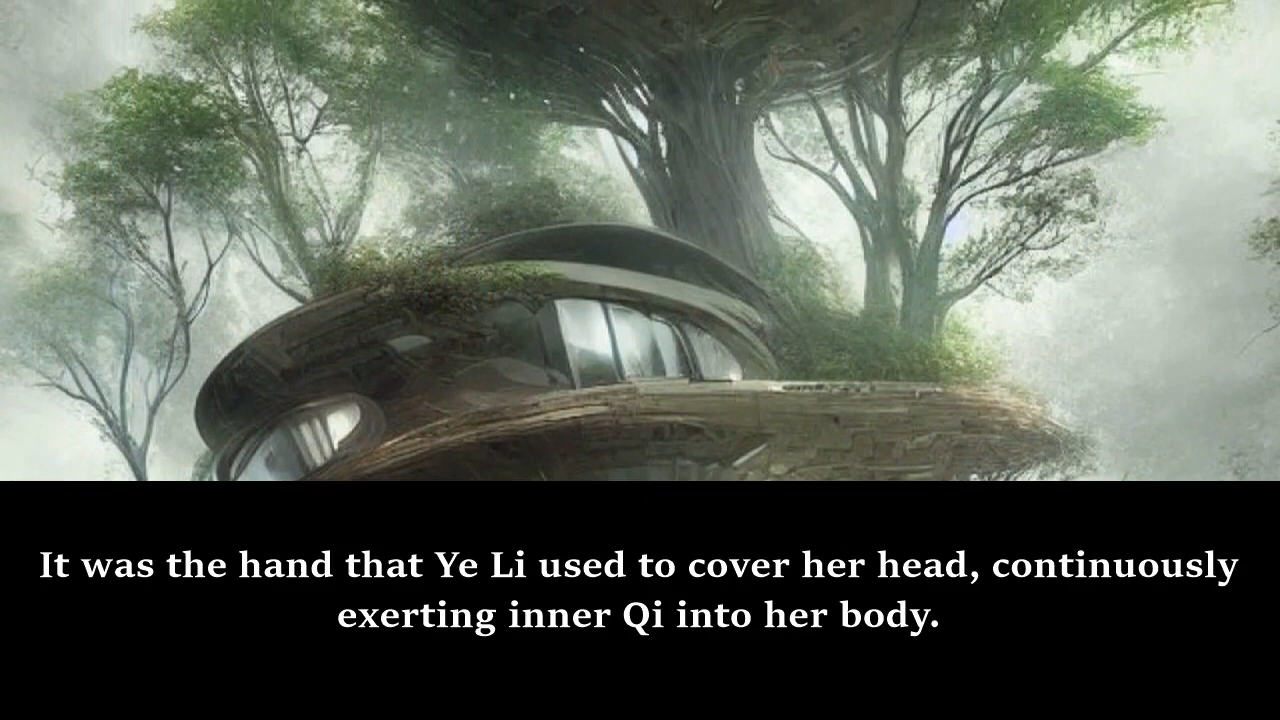 It was the hand that Ye Li used to cover her head, continuously
exerting inner Qi into her body.